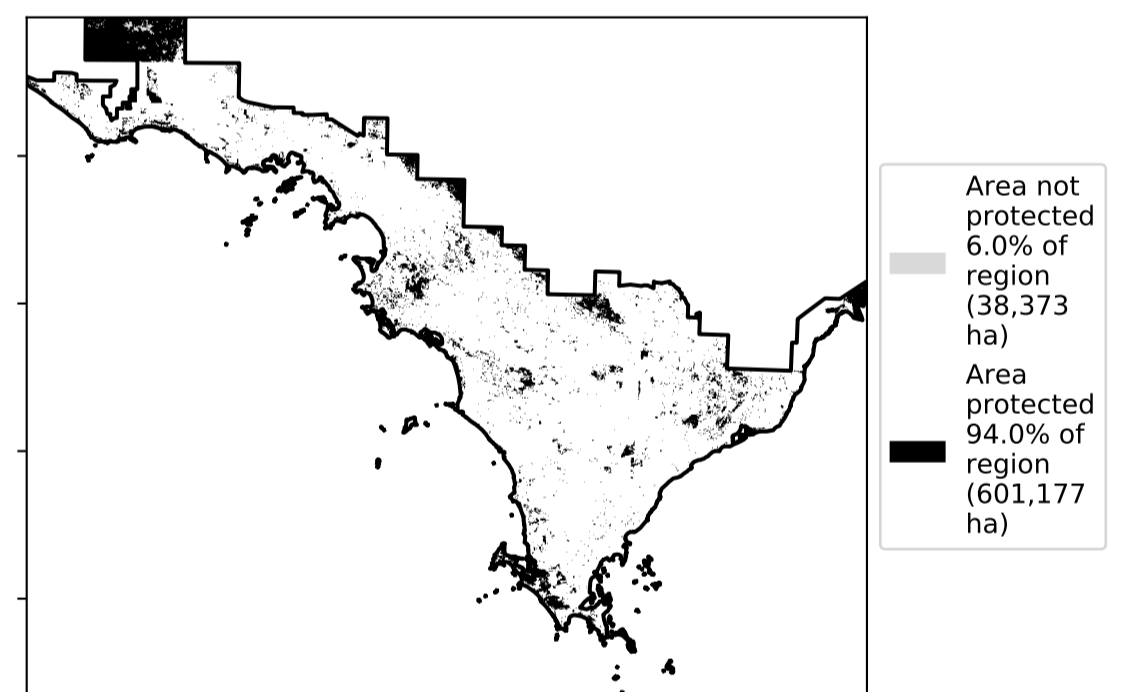 Area not
protected
6.0% of
region
(38,373
ha)
Area
protected
94.0% of
region
(601,177
ha)